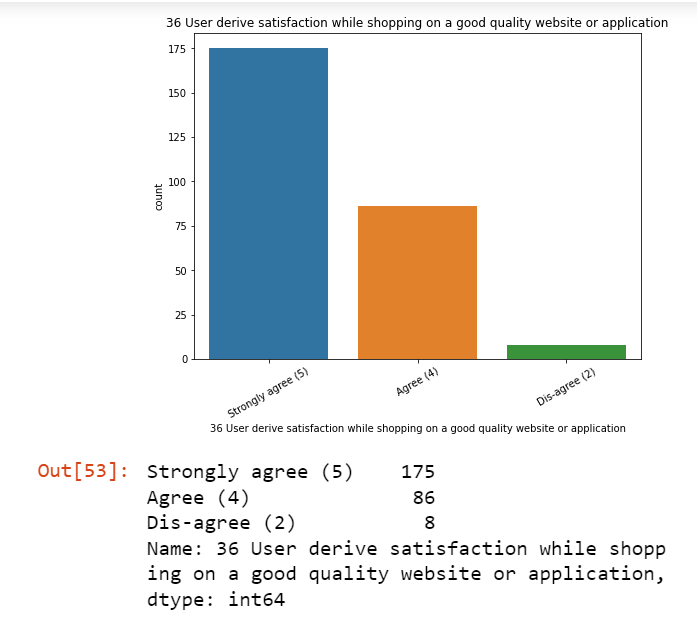 36 User derive satisfaction while shopping on a good quality website or application
175
150
125
100
75
50
25
0
count
Strongly agree (5)
Agree (4)
Dis-agree (2)
36 User derive satisfaction while shopping on a good quality website or application
Out[53]: Strongly agree (5) 175
Agree (4) 86
Dis-agree (2) 8
Name: 36 User derive satisfaction while shopp
ing on a good quality website or application,
dtype: int64